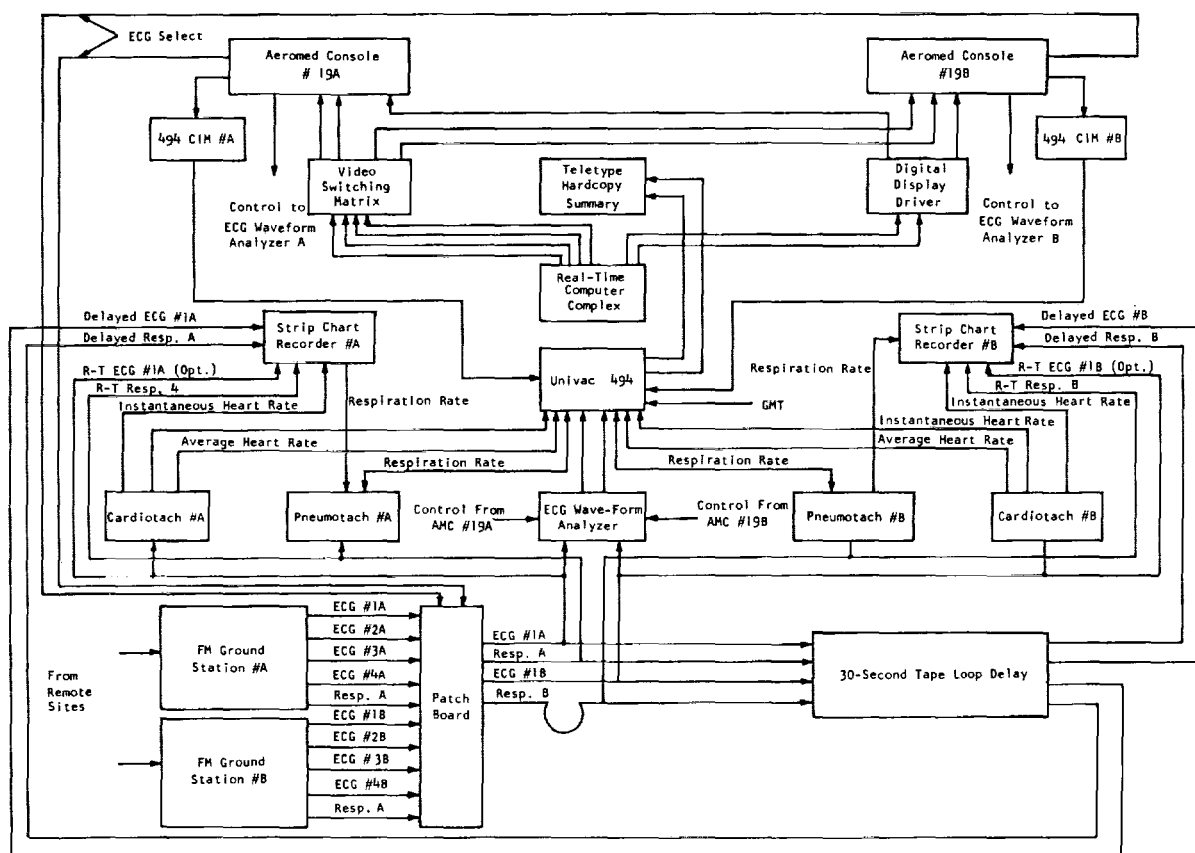 ECG Select
Aeromed Console
# 19A
Aeromed Console
#19B
494 CIM #A
494 CIM #B
Video
Switching
Matrix
Teletype
Hardcopy
Summary
Digital
Display
Driver
Control to
ECG Waveform
Analyzer A
Control to
ECG Waveform
Analyzer B
Real-Time
Computer
Complex
Delayed ECG #1A
Delayed Resp. A
R-T ECG #1A (Opt.)
R-T Resp. 4
Instantaneous Heart Rate
Strip Chart
Recorder #A
Respiration Rate
Average Heart Rate
Respiration Rate
Univac 494
Respiration Rate
GMT
Strip Chart
Recorder #B
Delayed ECG #B
Delayed Resp. B
R-T ECG #1B (Opt.)
R-T Resp. B
Instantaneous Heart Rate
Instantaneous Heart Rate
Average Heart Rate
Respiration Rate
Cardiotach #A
Pneumotach #A
Control From
AMC #19A
ECG Wave-Form
Analyzer
Control From
AMC #19B
Pneumotach #B
Cardiotach #B
From
Remote
Sites
FM Ground
Station #A
ECG #1A
ECG #2A
ECG #3A
ECG #4A
Resp. A
FM Ground
Station #B
ECG #1B
ECG #2B
ECG #3B
ECG #4B
Resp. A
Patch
Board
ECG #1A
Resp. A
ECG #1B
Resp. B
30-Second Tape Loop Delay